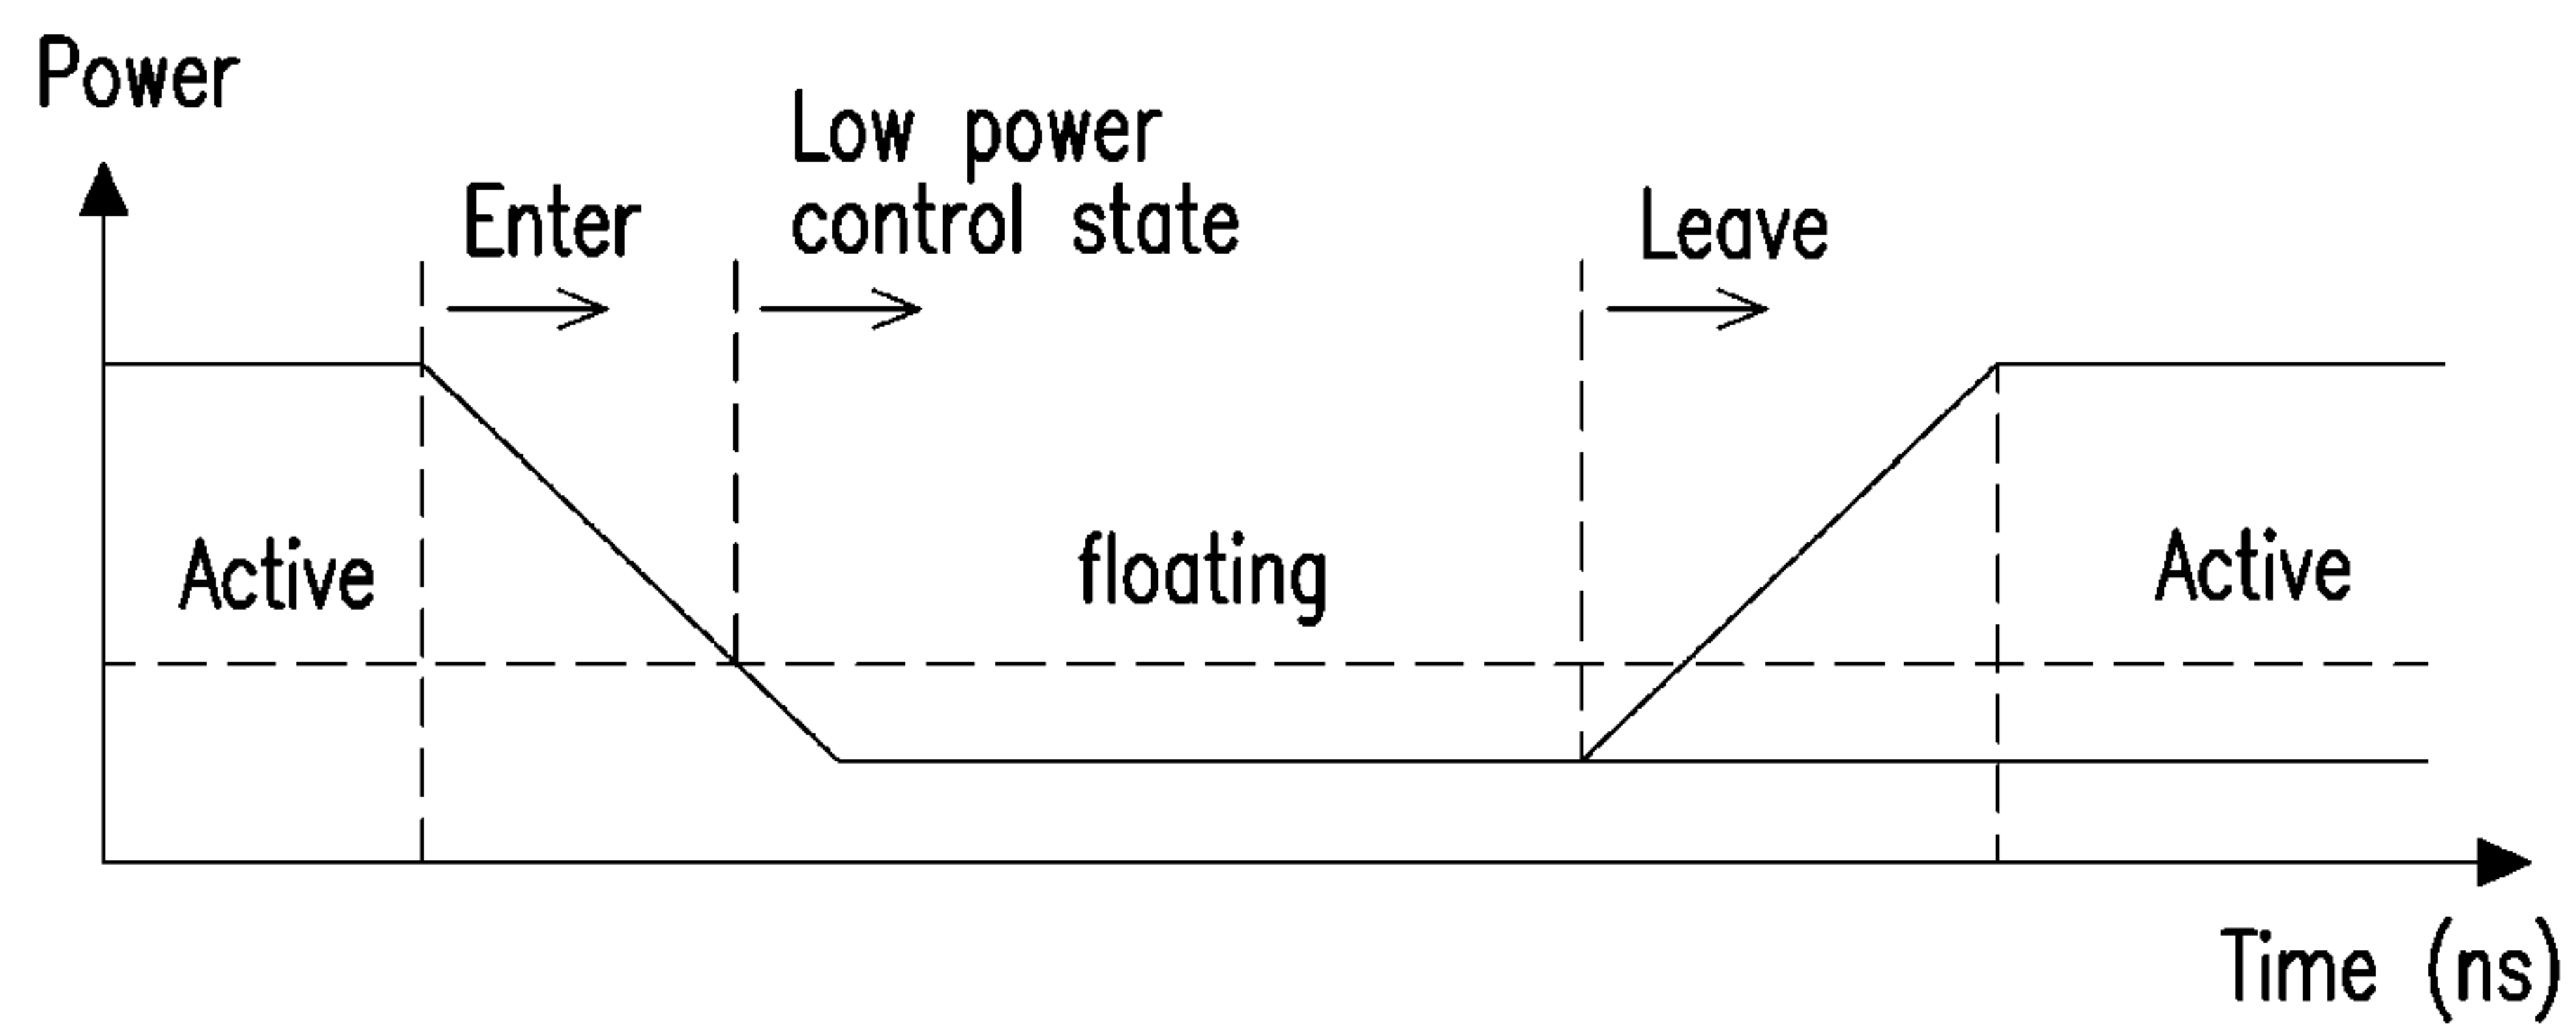 Power
Low power
control state
Enter
Leave
Active
floating
Active
Time (ns)